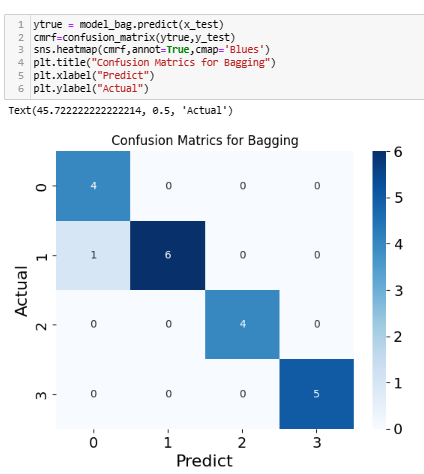 1 ytrue = model_bag.predict(x_test)
2 cmrf=confusion_matrix(ytrue,y_test)
3 sns.heatmap(cmrf,annot=True,cmap='Blues')
4 plt.title("Confusion Matrics for Bagging")
5 plt.xlabel("Predict")
6 plt.ylabel("Actual")
Text(45.722222222222214, 0.5, 'Actual')
Confusion Matrics for Bagging
0 4 0 0 0
1 1 6 0 0
2 0 0 4 0
3 0 0 0 5
Actual
0 1 2 3
Predict
6
5
4
3
2
1
0